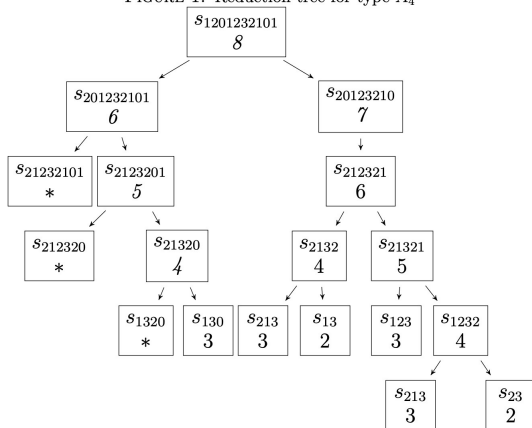 FIGURE 1. Reduction tree for type A₄
s₁₂₀₁₂₃₂₁₀₁
8
s₂₀₁₂₃₂₁₀₁ s₂₀₁₂₃₂₁₀
6 7
s₂₁₂₃₂₁₀₁ s₂₁₂₃₂₀₁ s₂₁₂₃₂₁
* 5 6
s₂₁₂₃₂₀ s₂₁₃₂₀ s₂₁₃₂ s₂₁₃₂₁
* 4 4 5
s₁₃₂₀ s₁₃₀ s₂₁₃ s₁₃ s₁₂₃ s₁₂₃₂
* 3 3 2 3 4
s₂₁₃ s₂₃
3 2